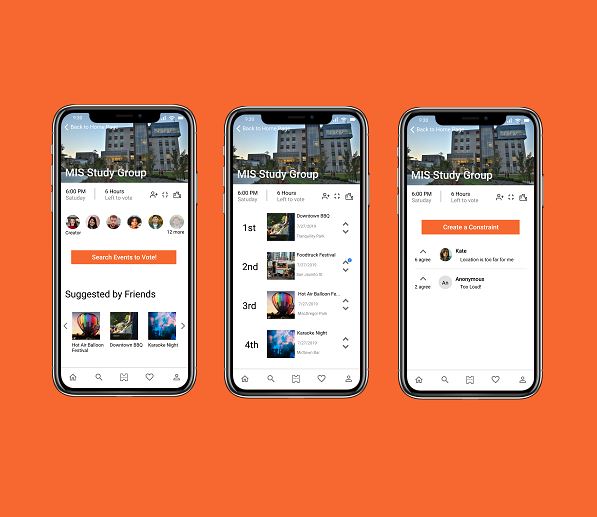 9:30
Back to Home Page
MIS Study Group
6:00 PM
Saturday
6 Hours
Left to vote
Creator
12 more
Search Events to Vote!
Suggested by Friends
Hot Air Balloon
Festival
Downtown BBQ
Karaoke Night
9:30
Back to Home Page
MIS Study Group
6:00 PM
Saturday
6 Hours
Left to vote
1st
Downtown BBQ
7/27/2019
Tranquility Park
2nd
Foodtruck Festival
7/27/2019
San Jacinto St
3rd
Hot Air Balloon Fe...
7/27/2019
MacGregor Park
4th
Karaoke Night
7/27/2019
Midtown Bar
9:30
Back to Home Page
MIS Study Group
6:00 PM
Saturday
6 Hours
Left to vote
Create a Constraint
6 agree
Kate
Location is too far for me
2 agree
An
Anonymous
Too Loud!